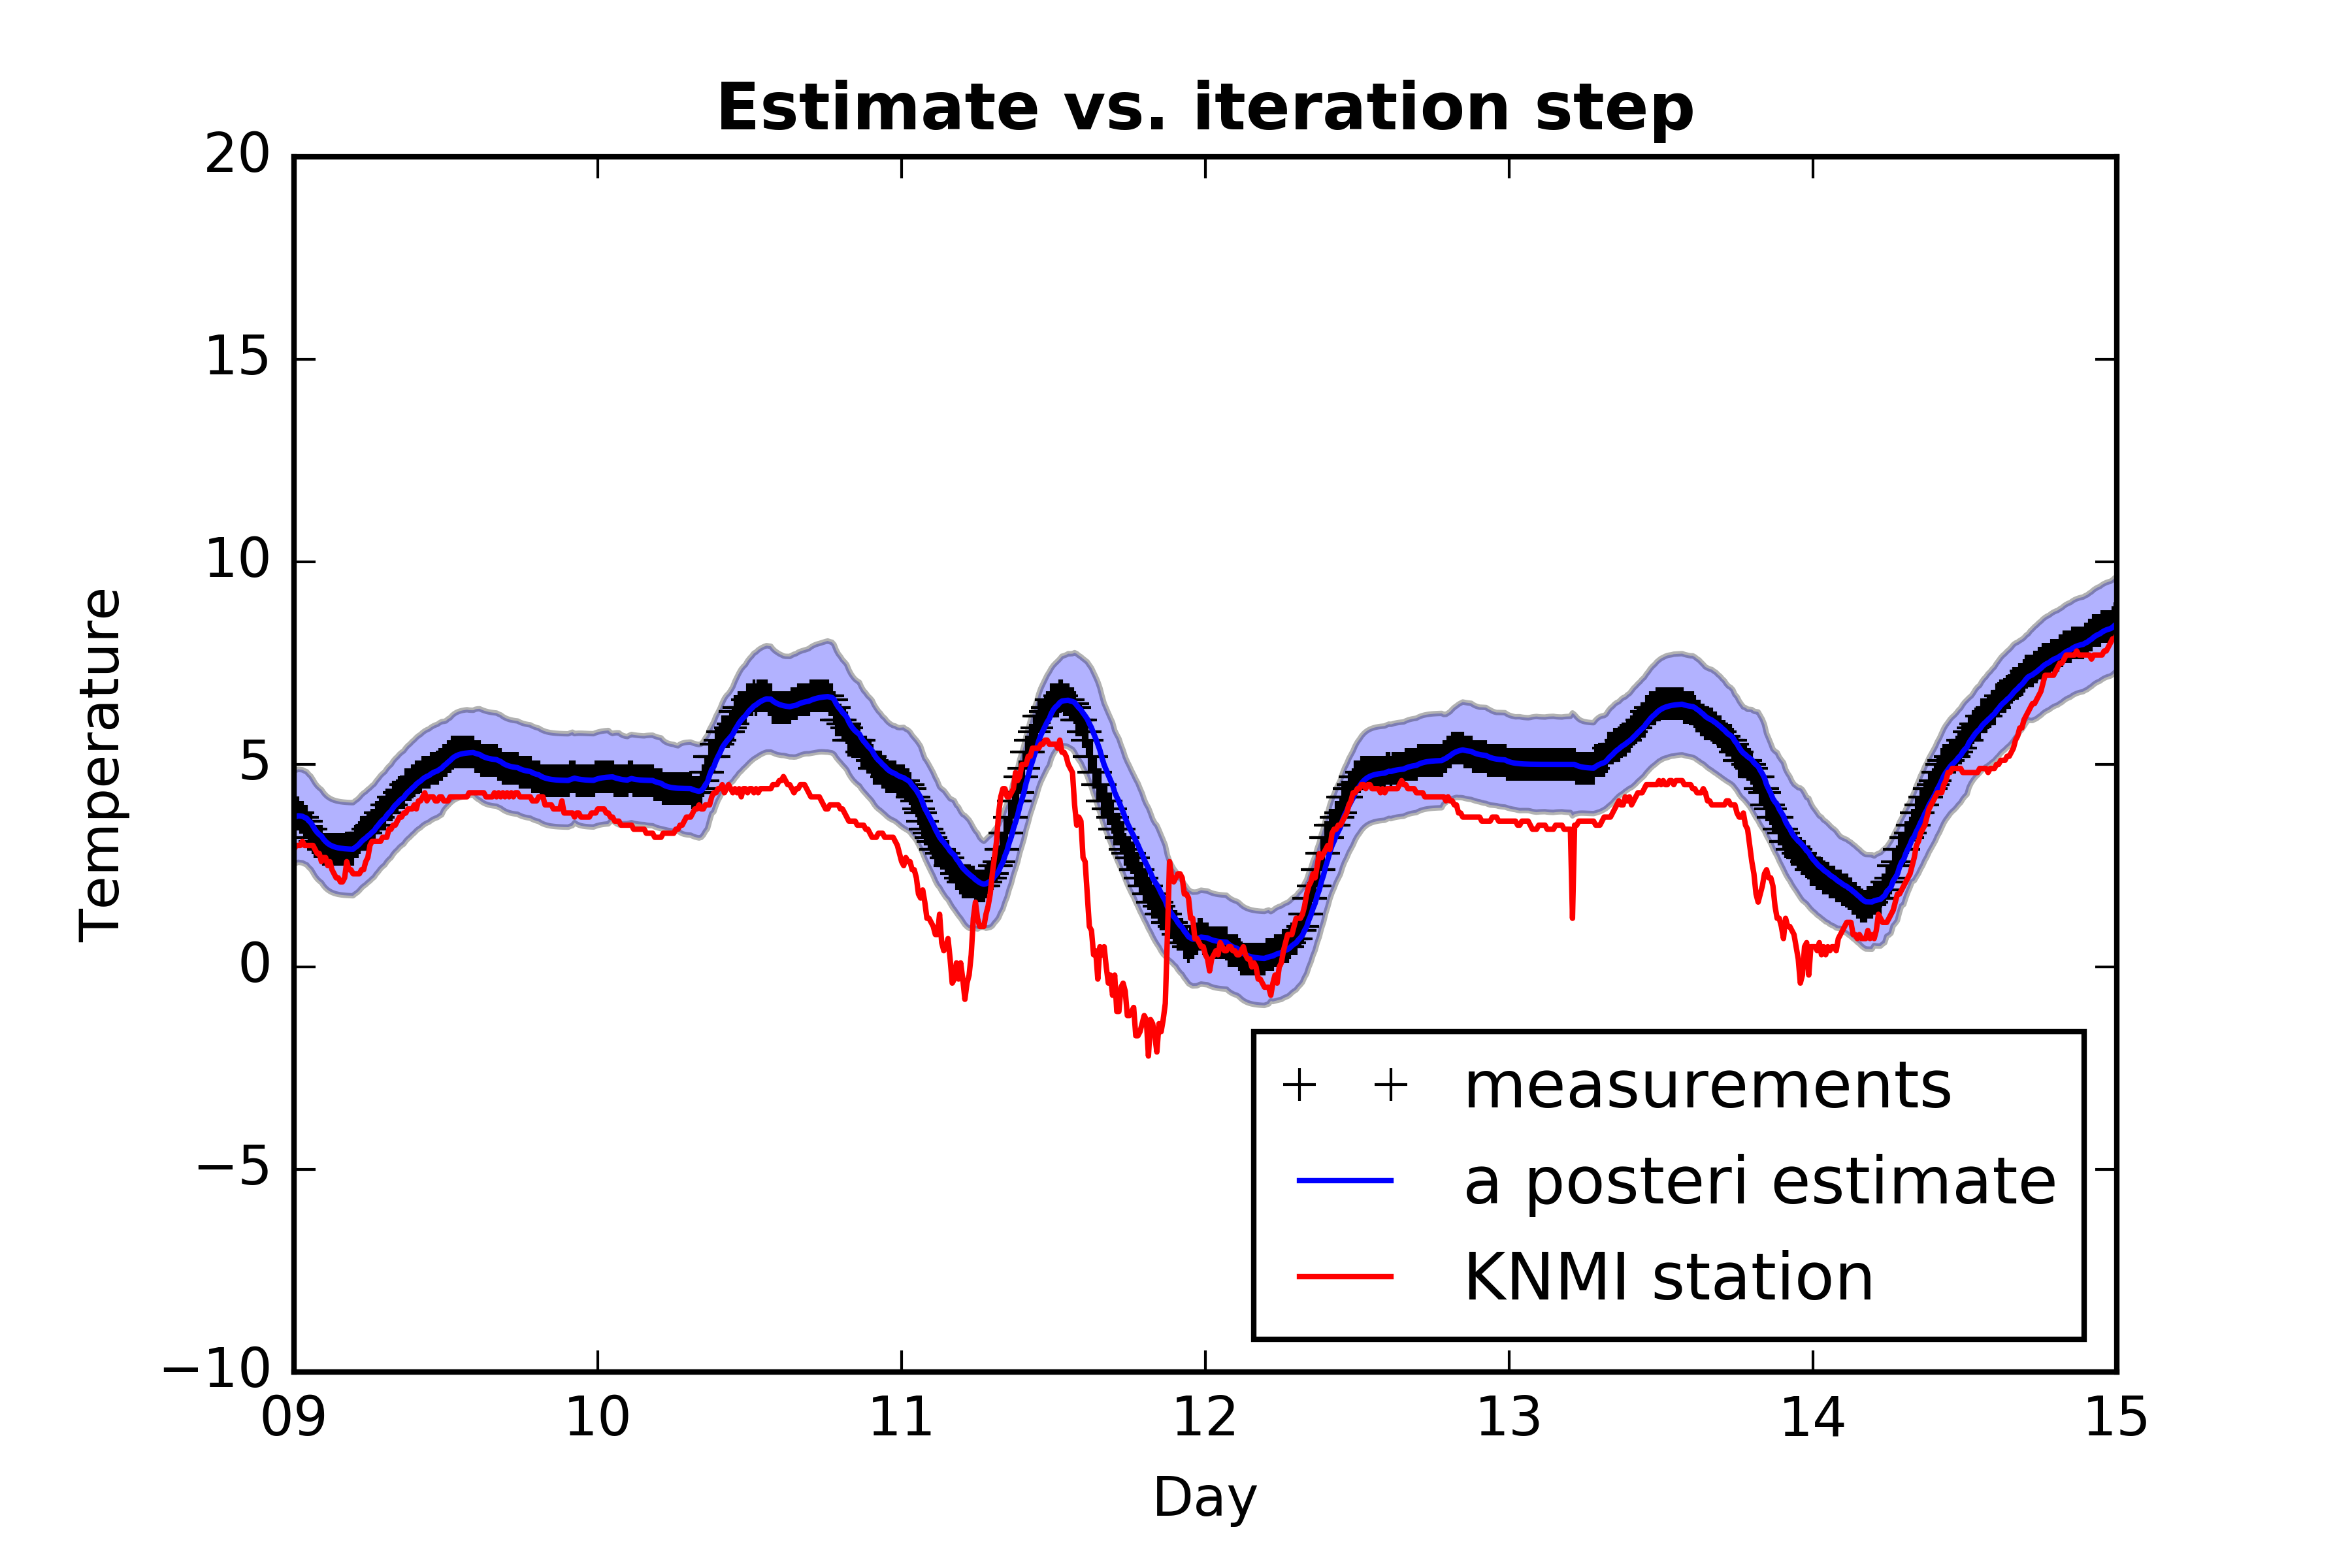 Estimate vs. iteration step
20
15
10
5
0
−5
−10
Temperature
09 10 11 12 13 14 15
Day
measurements
a posteri estimate
KNMI station